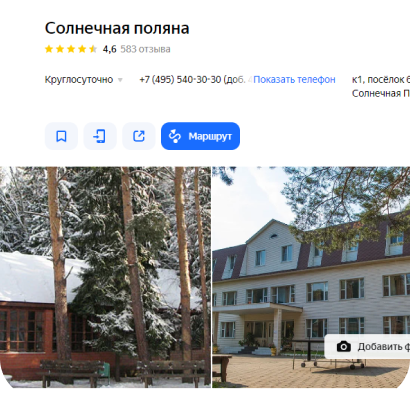 Солнечная поляна
4,6 583 отзыва
Круглосуточно
+7 (495) 540-30-30 (доб. Показать телефон
к1, посёлок
Солнечная
Маршрут
Добавить